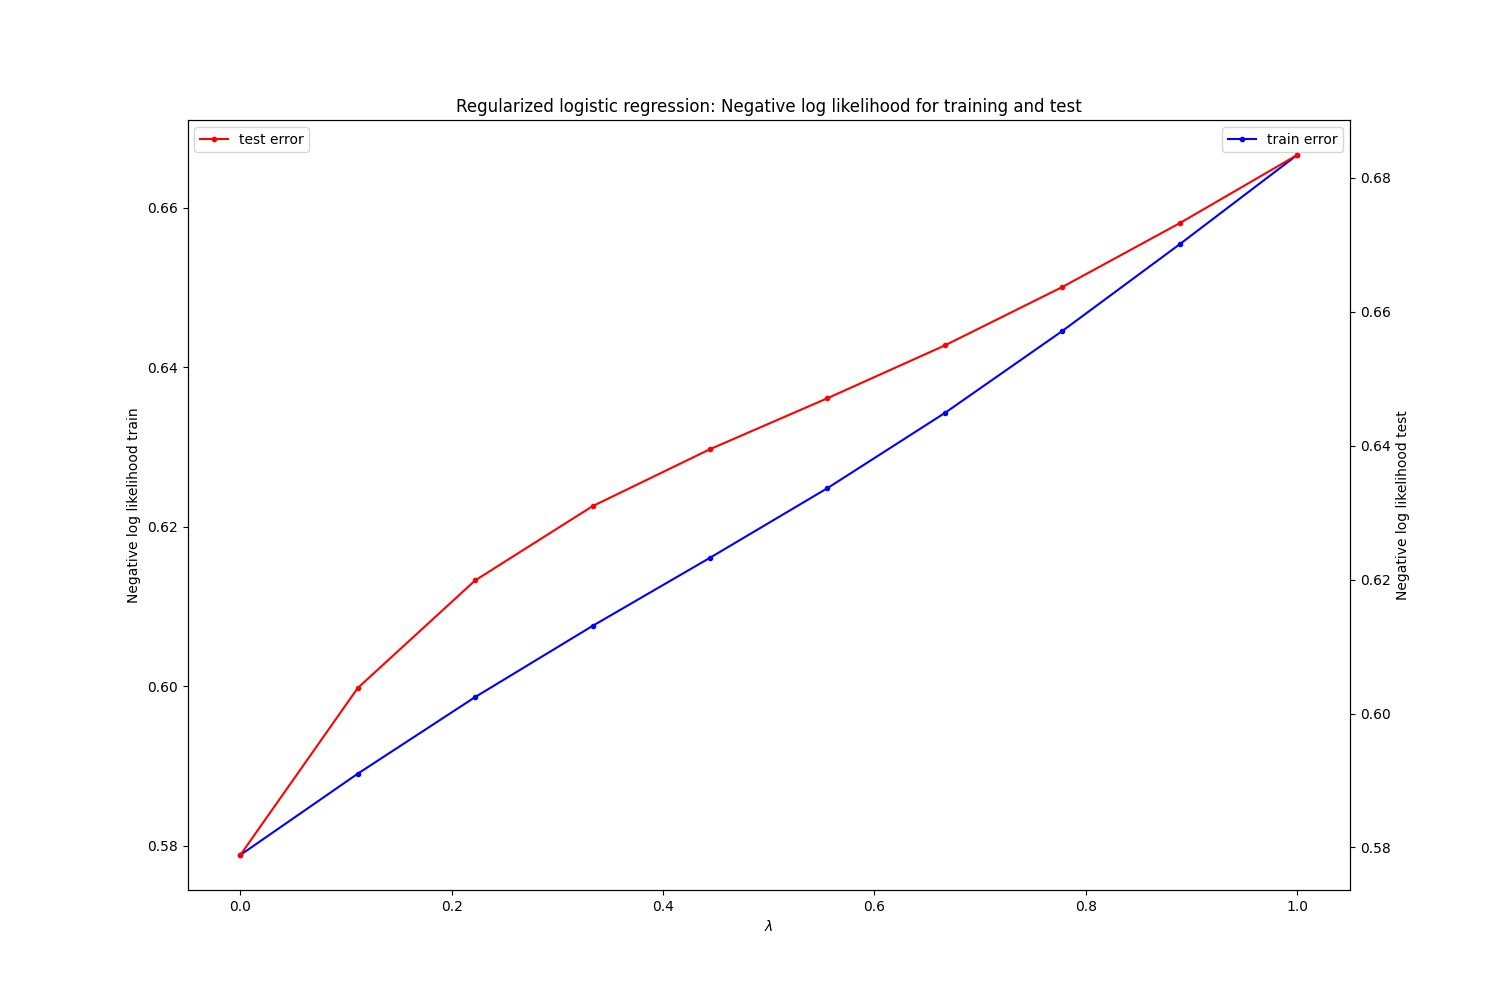 Regularized logistic regression: Negative log likelihood for training and test
test error
train error
Negative log likelihood train
0.66
0.64
0.62
0.60
0.58
0.68
0.66
0.64
0.62
0.60
0.58
Negative log likelihood test
0.0
0.2
0.4
0.6
0.8
1.0
λ